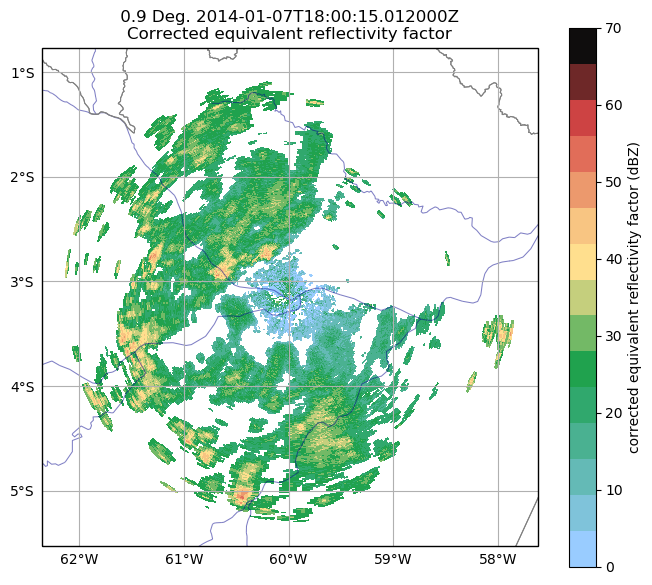 0.9 Deg. 2014-01-07T18:00:15.012000Z
Corrected equivalent reflectivity factor
1°S
2°S
3°S
4°S
5°S
62°W
61°W
60°W
59°W
58°W
70
60
50
40
30
20
10
0
corrected equivalent reflectivity factor (dBZ)